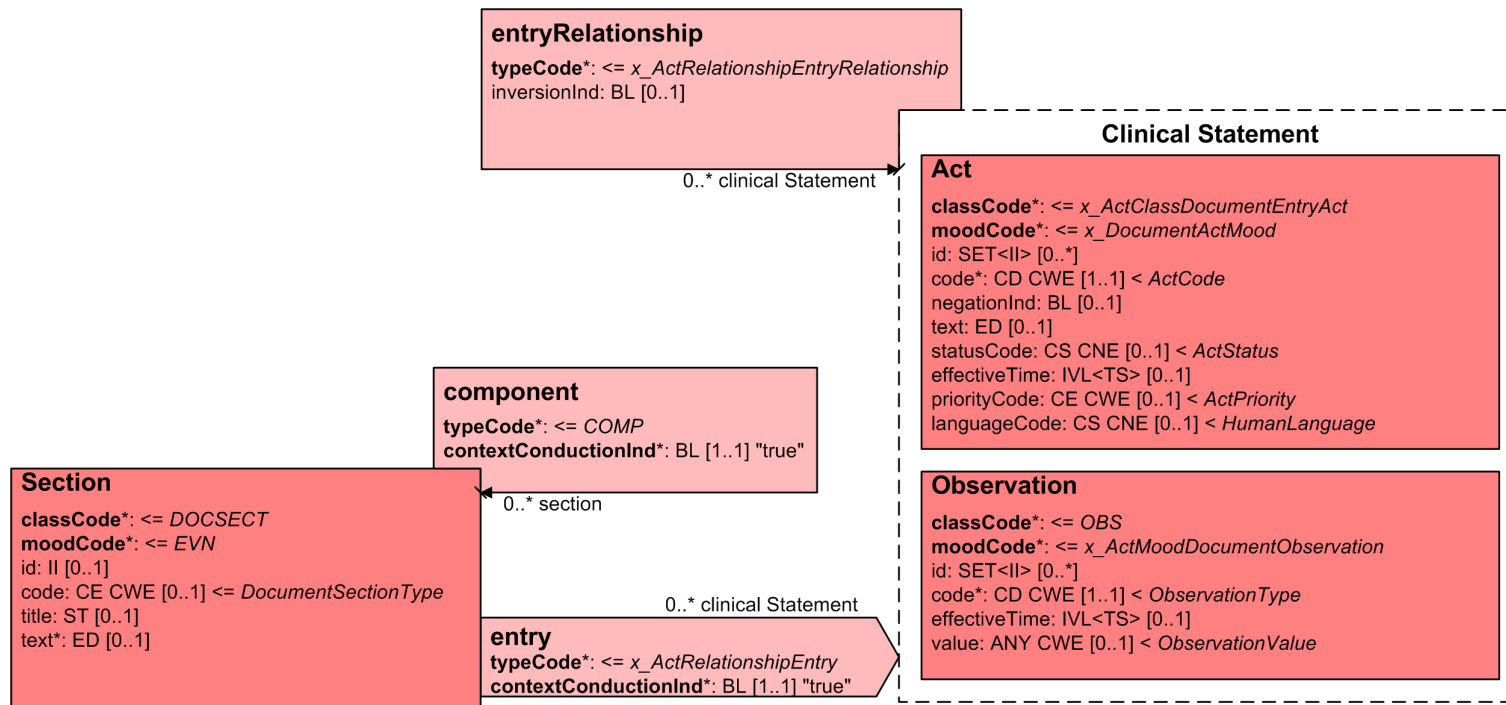 entryRelationship
typeCode*: <= x_ActRelationshipEntryRelationship
inversionInd: BL [0..1]
0..* clinical Statement
Clinical Statement
Act
classCode*: <= x_ActClassDocumentEntryAct
moodCode*: <= x_DocumentActMood
id: SET<II> [0..*]
code*: CD CWE [1..1] < ActCode
negationInd: BL [0..1]
text: ED [0..1]
statusCode: CS CNE [0..1] < ActStatus
effectiveTime: IVL<TS> [0..1]
priorityCode: CE CWE [0..1] < ActPriority
languageCode: CS CNE [0..1] < HumanLanguage
component
typeCode*: <= COMP
contextConductionInd*: BL [1..1] "true"
0..* section
Section
classCode*: <= DOCSECT
moodCode*: <= EVN
id: II [0..1]
code: CE CWE [0..1] <= DocumentSectionType
title: ST [0..1]
text*: ED [0..1]
0..* clinical Statement
entry
typeCode*: <= x_ActRelationshipEntry
contextConductionInd*: BL [1..1] "true"
Observation
classCode*: <= OBS
moodCode*: <= x_ActMoodDocumentObservation
id: SET<II> [0..*]
code*: CD CWE [1..1] < ObservationType
effectiveTime: IVL<TS> [0..1]
value: ANY CWE [0..1] < ObservationValue